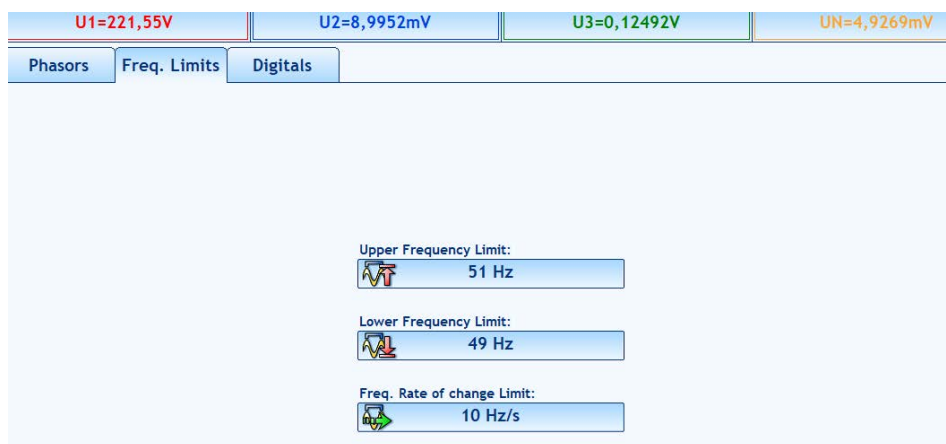 U1=221,55V U2=8,9952mV U3=0,12492V UN=4,9269mV
Phasors Freq. Limits Digitals
Upper Frequency Limit:
51 Hz
Lower Frequency Limit:
49 Hz
Freq. Rate of change Limit:
10 Hz/s